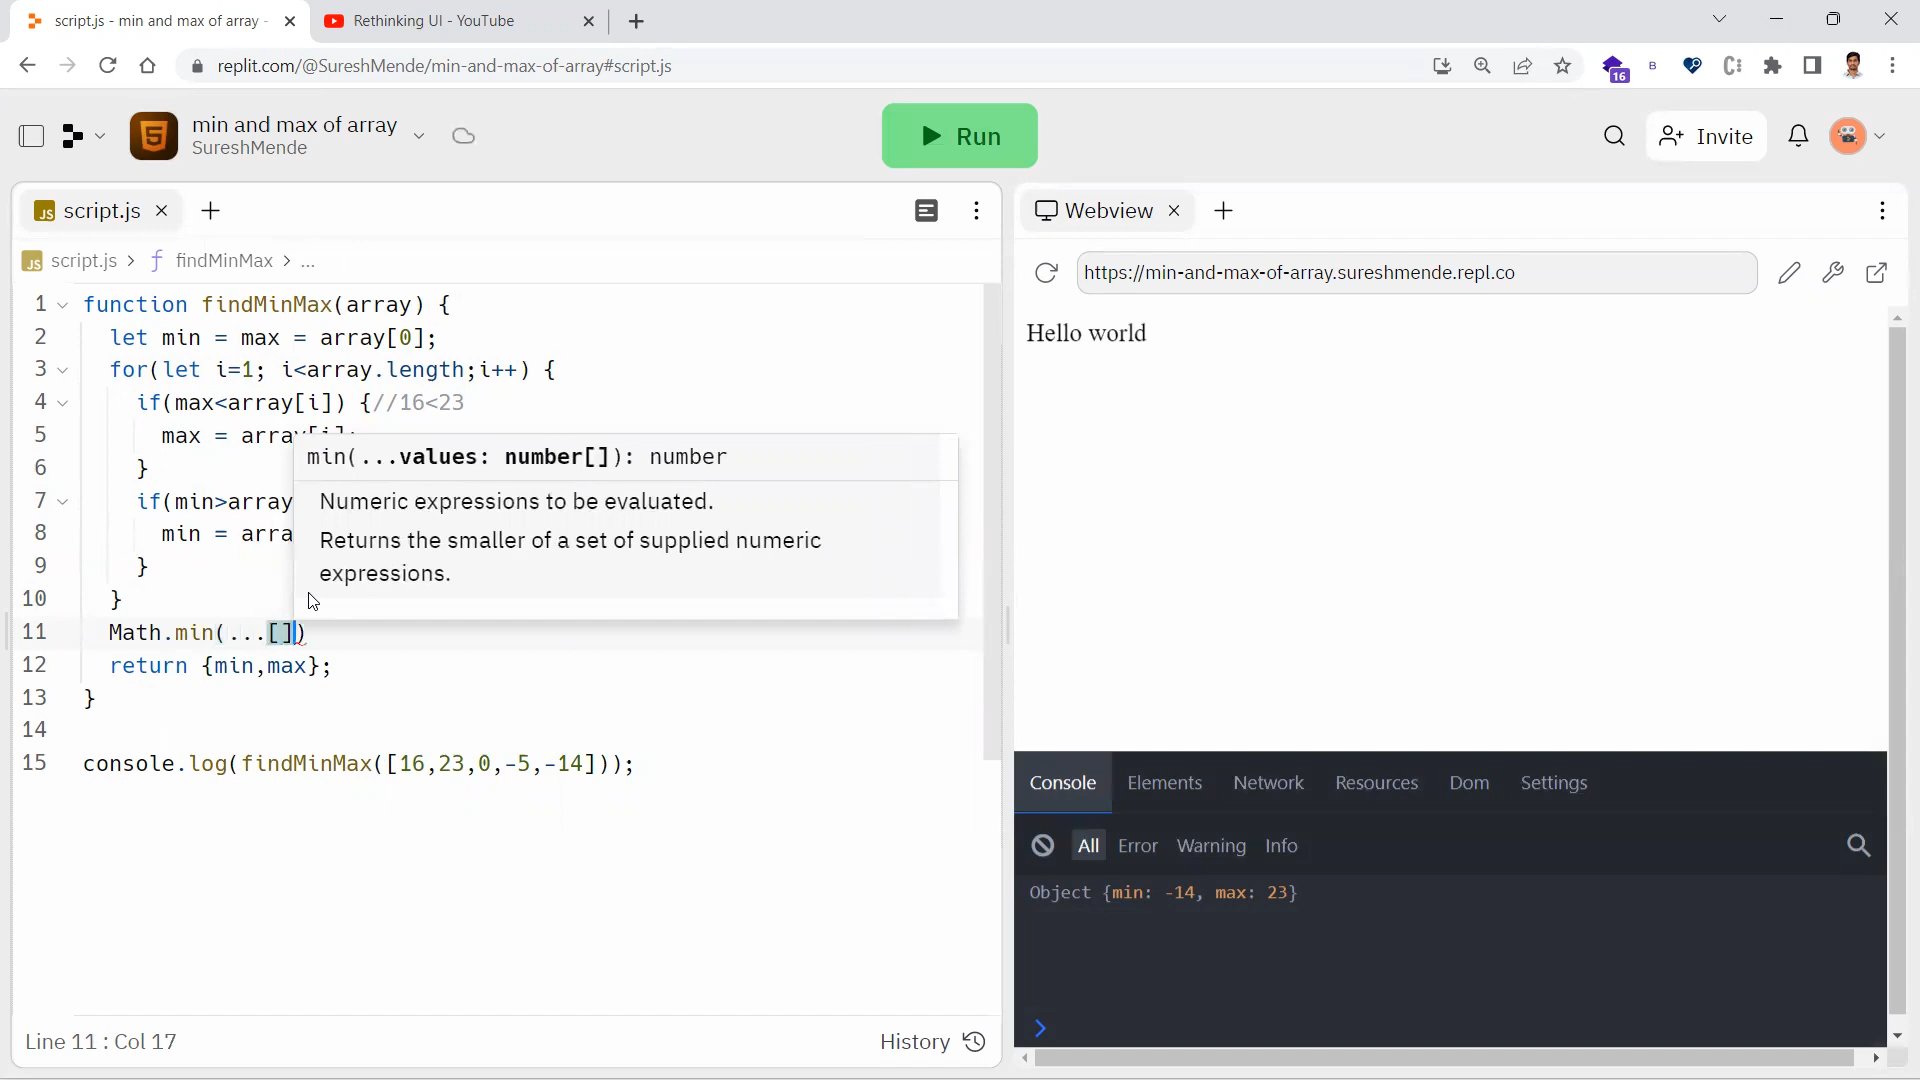 script.js - min and max of array -
Rethinking UI - YouTube
replit.com/@SureshMende/min-and-max-of-array#script.js
16
B
min and max of array
SureshMende
Run
Invite
JS script.js
Webview
JS script.js > f findMinMax > ...
https://min-and-max-of-array.sureshmende.repl.co
Hello world
1 function findMinMax(array) {
2 let min = max = array[0];
3 for(let i=1; i<array.length;i++) {
4 if(max<array[i]) {//16<23
5 max = array[i];
6 }
7 if(min>array
8 min = arra
9 }
10 }
11 Math.min(...[])
12 return {min,max};
13 }
14
15 console.log(findMinMax([16,23,0,-5,-14]));
min(...values: number[]): number
Numeric expressions to be evaluated.
Returns the smaller of a set of supplied numeric
expressions.
Console Elements Network Resources Dom Settings
All Error Warning Info
Object {min: -14, max: 23}
Line 11 : Col 17
History